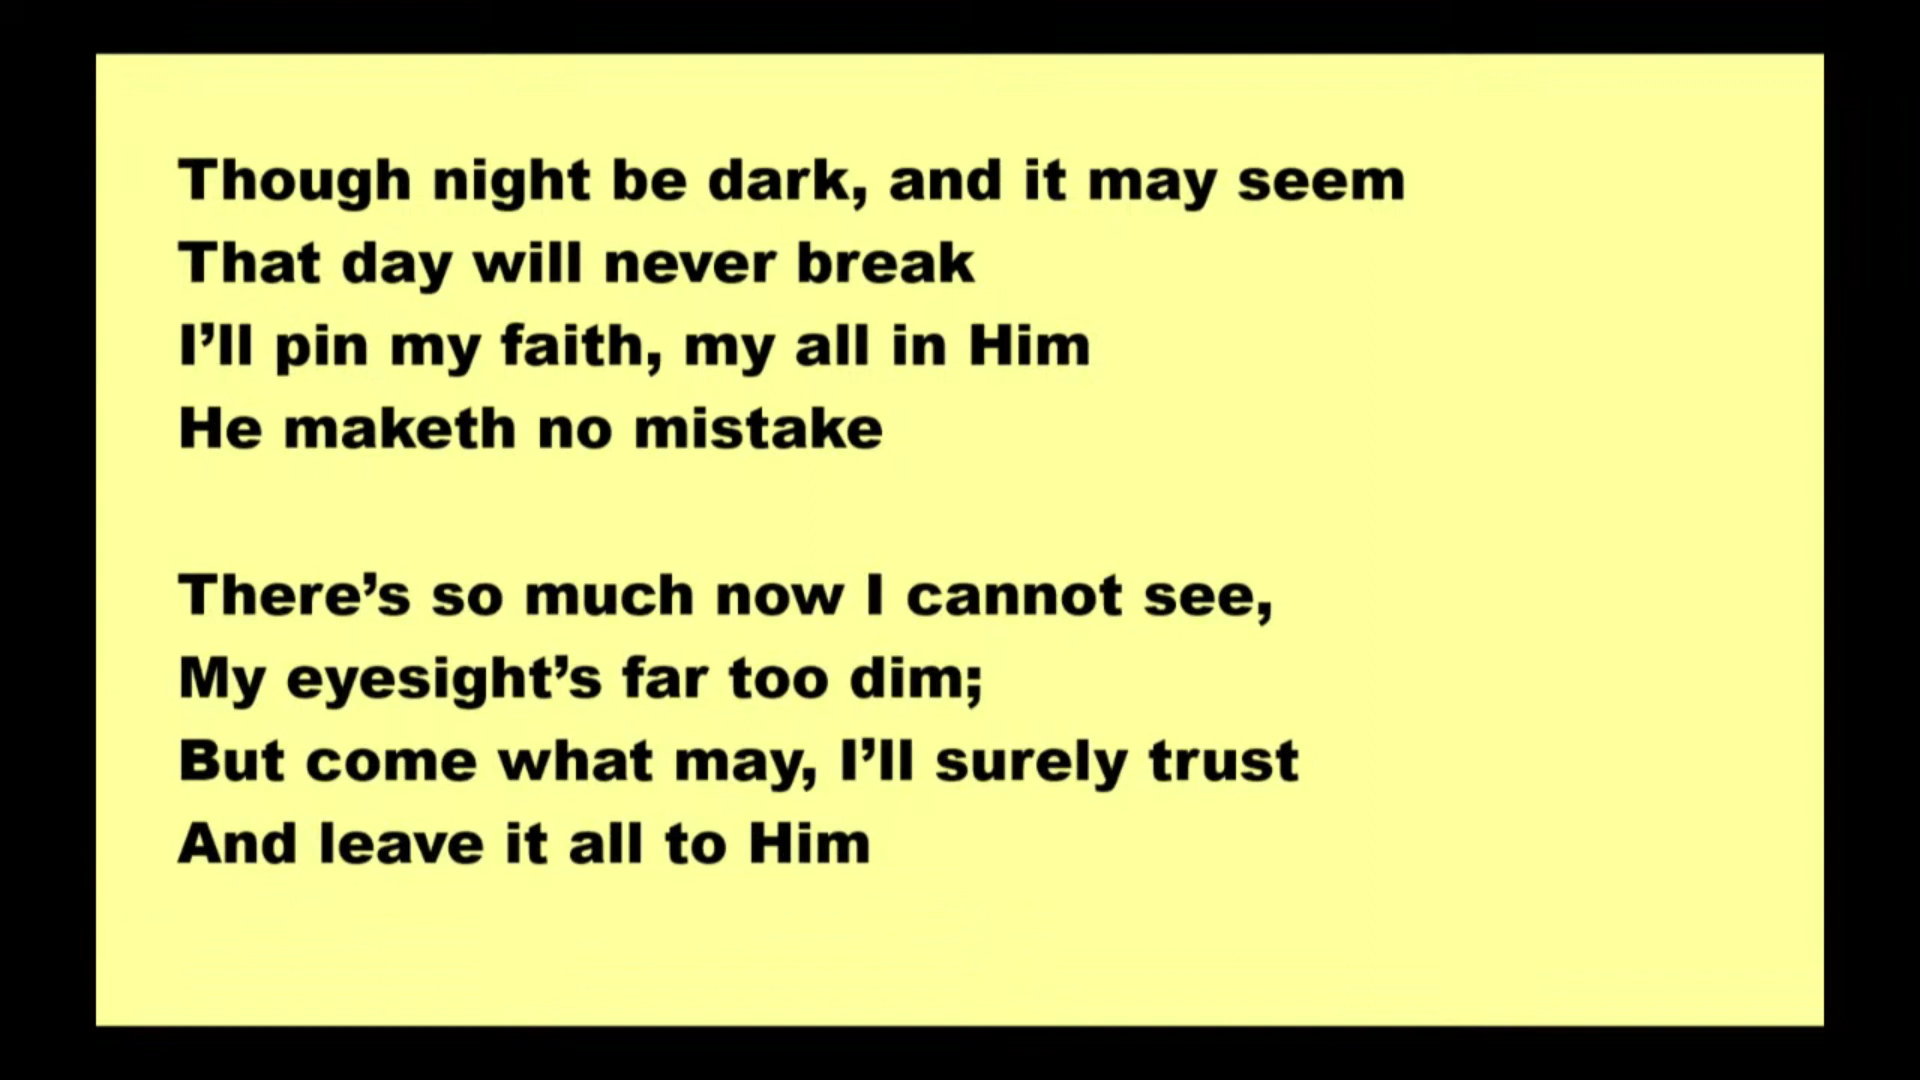 Though night be dark, and it may seem
That day will never break
I’ll pin my faith, my all in Him
He maketh no mistake
There’s so much now I cannot see,
My eyesight’s far too dim;
But come what may, I’ll surely trust
And leave it all to Him